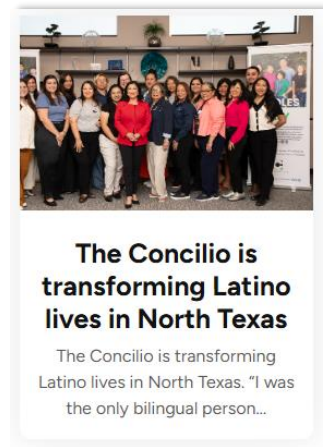 The Concilio is
transforming Latino
lives in North Texas
The Concilio is transforming
Latino lives in North Texas. “I was
the only bilingual person...